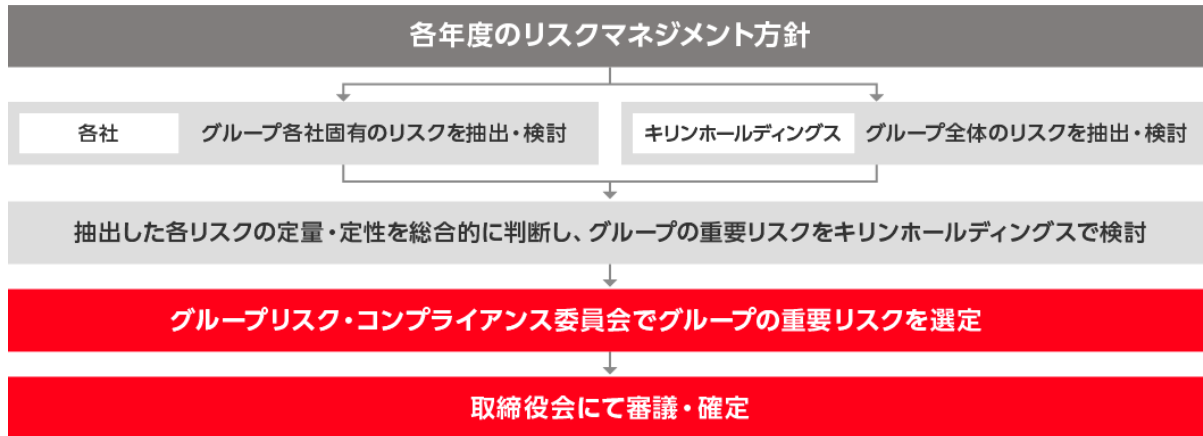 各年度のリスクマネジメント方針
各社
グループ各社固有のリスクを抽出・検討
キリンホールディングス
グループ全体のリスクを抽出・検討
抽出した各リスクの定量・定性を総合的に判断し、グループの重要リスクをキリンホールディングスで検討
グループリスク・コンプライアンス委員会でグループの重要リスクを選定
取締役会にて審議・確定